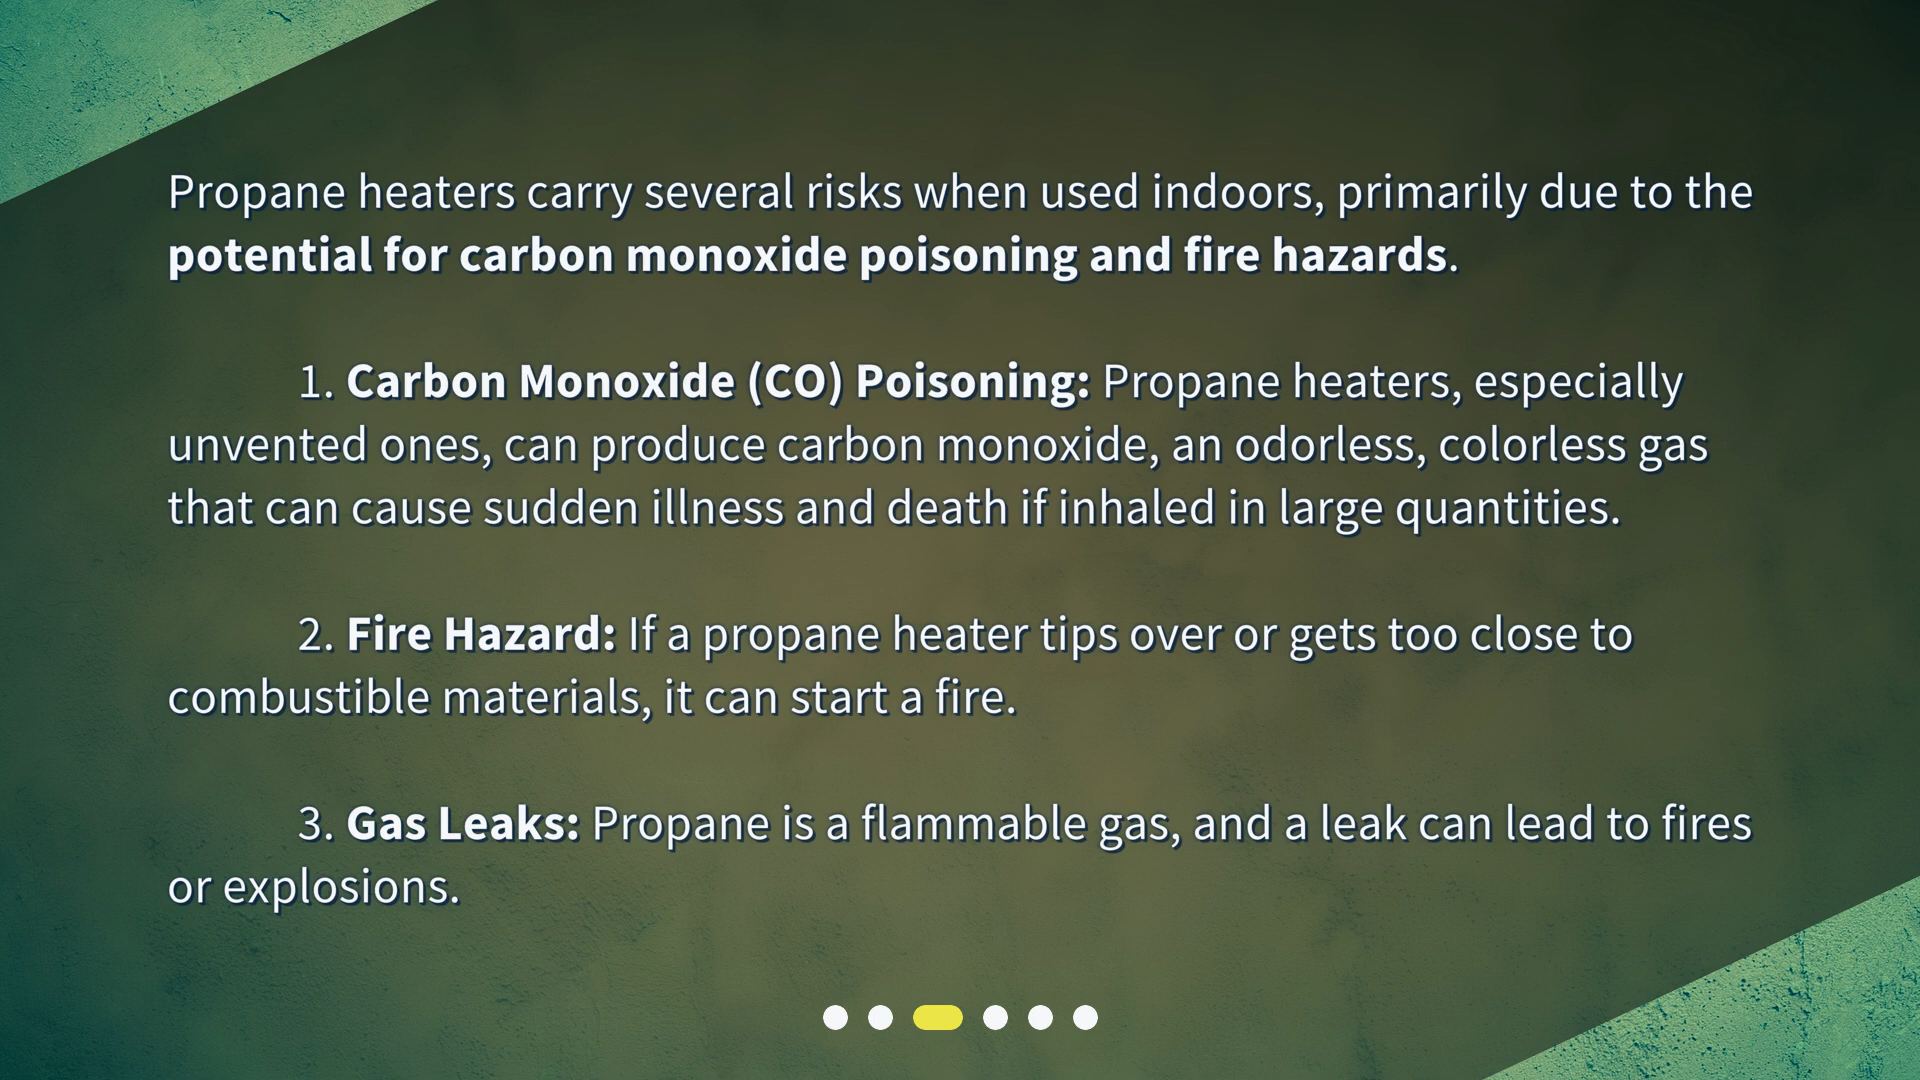 Propane heaters carry several risks when used indoors, primarily due to the
potential for carbon monoxide poisoning and fire hazards.
1. Carbon Monoxide (CO) Poisoning: Propane heaters, especially
unvented ones, can produce carbon monoxide, an odorless, colorless gas
that can cause sudden illness and death if inhaled in large quantities.
2. Fire Hazard: If a propane heater tips over or gets too close to
combustible materials, it can start a fire.
3. Gas Leaks: Propane is a flammable gas, and a leak can lead to fires
or explosions.